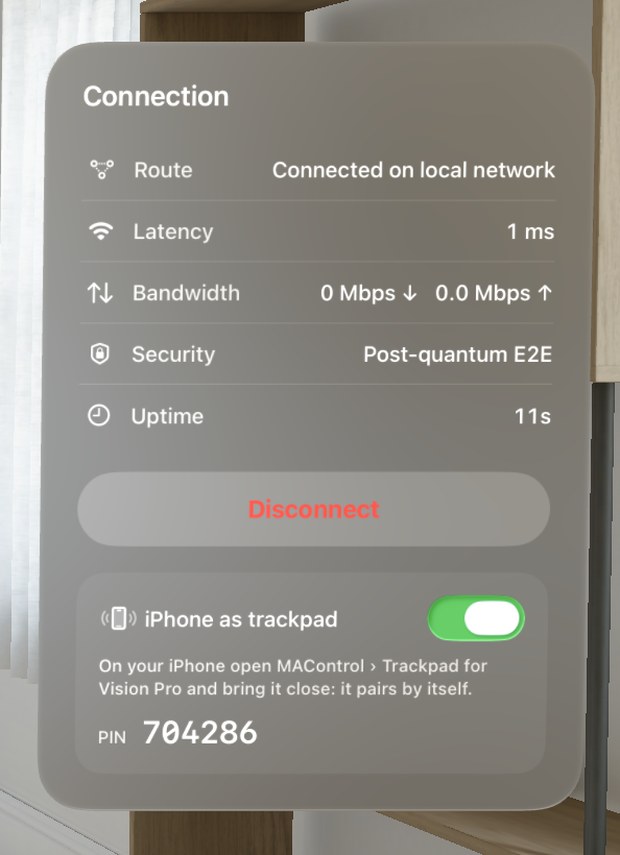 Connection
Route Connected on local network
Latency 1 ms
Bandwidth 0 Mbps ↓ 0.0 Mbps ↑
Security Post-quantum E2E
Uptime 11s
Disconnect
iPhone as trackpad
On your iPhone open MAControl › Trackpad for
Vision Pro and bring it close: it pairs by itself.
PIN 704286